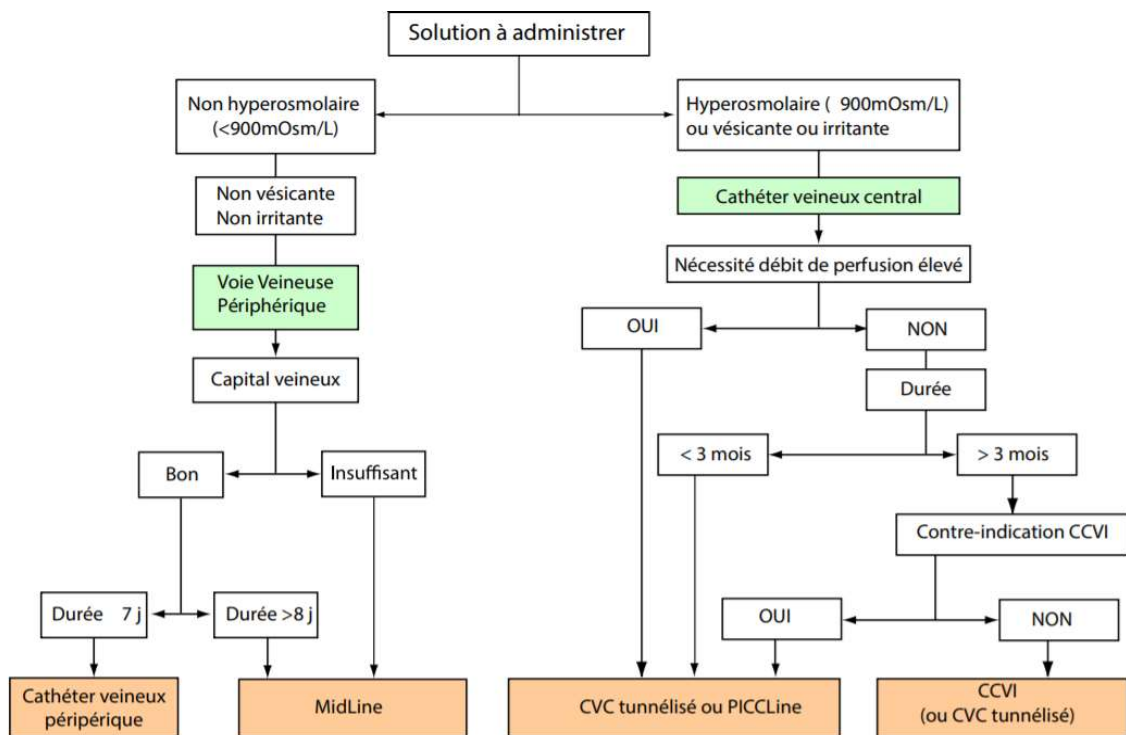 Solution à administrer
Non hyperosmolaire
(<900mOsm/L)
Hyperosmolaire ( 900mOsm/L)
ou vésicante ou irritante
Non vésicante
Non irritante
Cathéter veineux central
Voie Veineuse
Périphérique
Nécessité débit de perfusion élevé
OUI
NON
Capital veineux
Durée
Bon
Insuffisant
< 3 mois
> 3 mois
Contre-indication CCVI
Durée 7 j
Durée >8 j
OUI
NON
Cathéter veineux
péripérique
MidLine
CVC tunnélisé ou PICCLine
CCVI
(ou CVC tunnélisé)